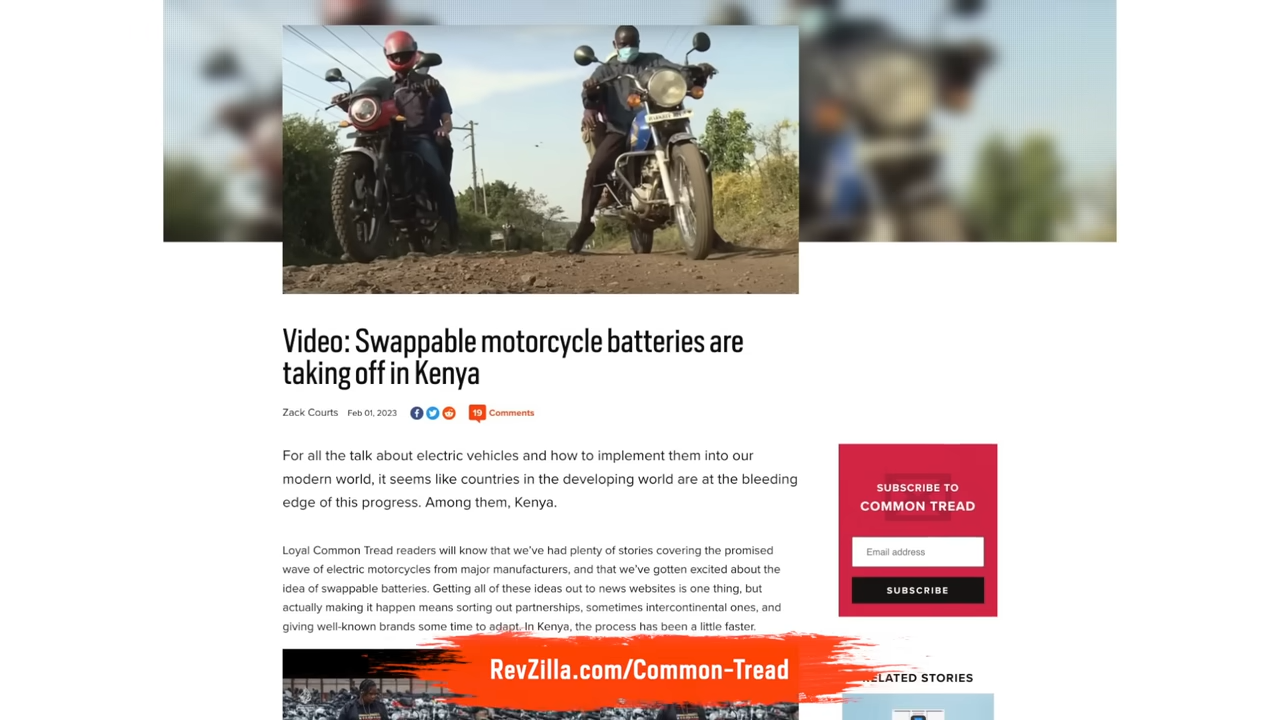 Video: Swappable motorcycle batteries are
taking off in Kenya
Zack Courts Feb 01, 2023 19 Comments
For all the talk about electric vehicles and how to implement them into our
modern world, it seems like countries in the developing world are at the bleeding
edge of this progress. Among them, Kenya.
Loyal Common Tread readers will know that we've had plenty of stories covering the promised
wave of electric motorcycles from major manufacturers, and that we've gotten excited about the
idea of swappable batteries. Getting all of these ideas out to news websites is one thing, but
actually making it happen means sorting out partnerships, sometimes intercontinental ones, and
giving well-known brands some time to adapt. In Kenya, the process has been a little faster.
SUBSCRIBE TO
COMMON TREAD
Email address
SUBSCRIBE
RELATED STORIES
RevZilla.com/Common-Tread